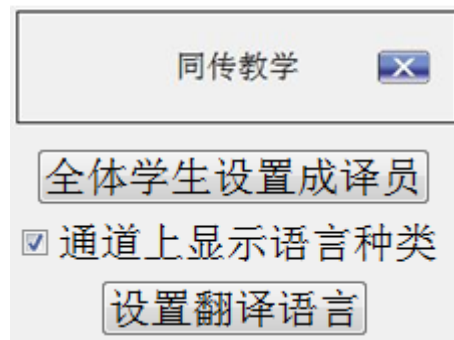 同传教学
全体学生设置成译员
通道上显示语言种类
设置翻译语言